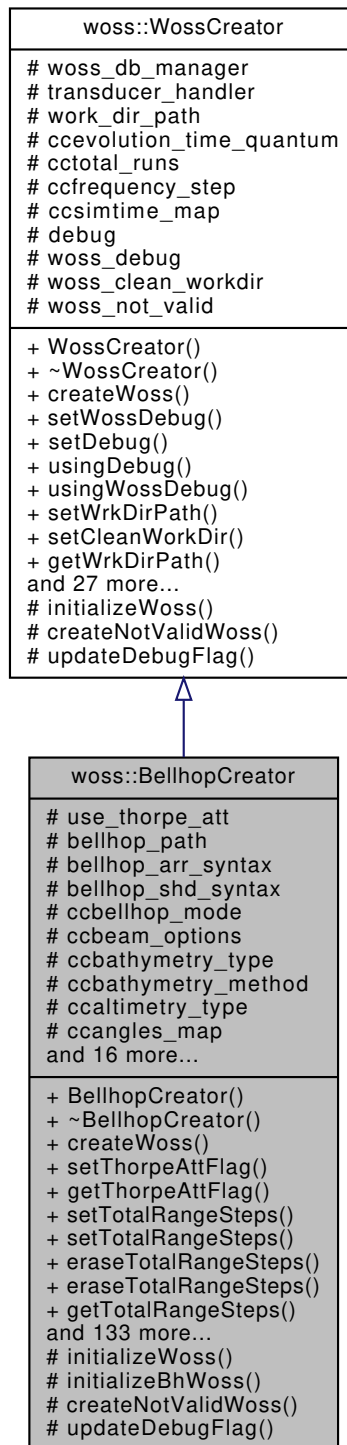 woss::WossCreator
# woss_db_manager
# transducer_handler
# work_dir_path
# ccevolution_time_quantum
# cctotal_runs
# ccfrequency_step
# ccsimtime_map
# debug
# woss_debug
# woss_clean_workdir
# woss_not_valid
+ WossCreator()
+ ~WossCreator()
+ createWoss()
+ setWossDebug()
+ setDebug()
+ usingDebug()
+ usingWossDebug()
+ setWrkDirPath()
+ setCleanWorkDir()
+ getWrkDirPath()
and 27 more...
# initializeWoss()
# createNotValidWoss()
# updateDebugFlag()
woss::BellhopCreator
# use_thorpe_att
# bellhop_path
# bellhop_arr_syntax
# bellhop_shd_syntax
# ccbellhop_mode
# ccbeam_options
# ccbathymetry_type
# ccbathymetry_method
# ccaltimetry_type
# ccangles_map
and 16 more...
+ BellhopCreator()
+ ~BellhopCreator()
+ createWoss()
+ setThorpeAttFlag()
+ getThorpeAttFlag()
+ setTotalRangeSteps()
+ setTotalRangeSteps()
+ eraseTotalRangeSteps()
+ eraseTotalRangeSteps()
+ getTotalRangeSteps()
and 133 more...
# initializeWoss()
# initializeBhWoss()
# createNotValidWoss()
# updateDebugFlag()